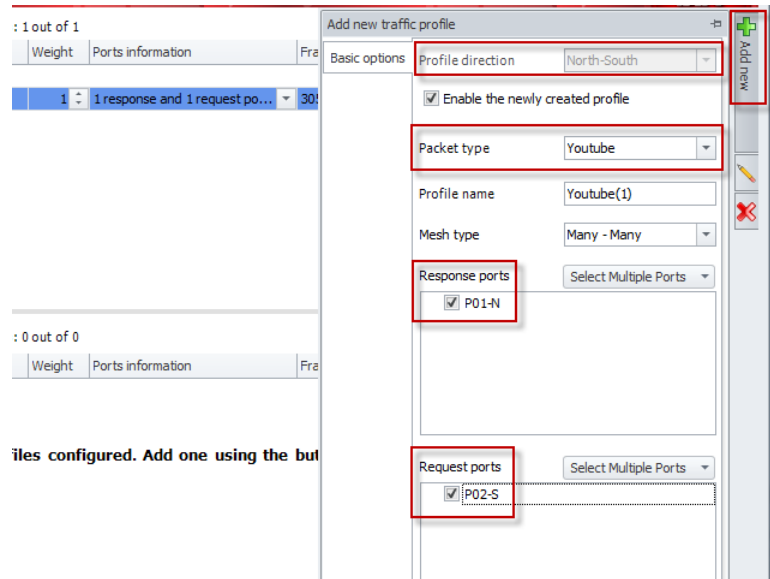 : 1 out of 1
Weight Ports information Fra
1 1 response and 1 request po... 305
: 0 out of 0
Weight Ports information Fra
iles configured. Add one using the but
Add new traffic profile
Basic options
Profile direction North-South
Enable the newly created profile
Packet type Youtube
Profile name Youtube(1)
Mesh type Many - Many
Response ports Select Multiple Ports
P01-N
Request ports Select Multiple Ports
P02-S
Add new